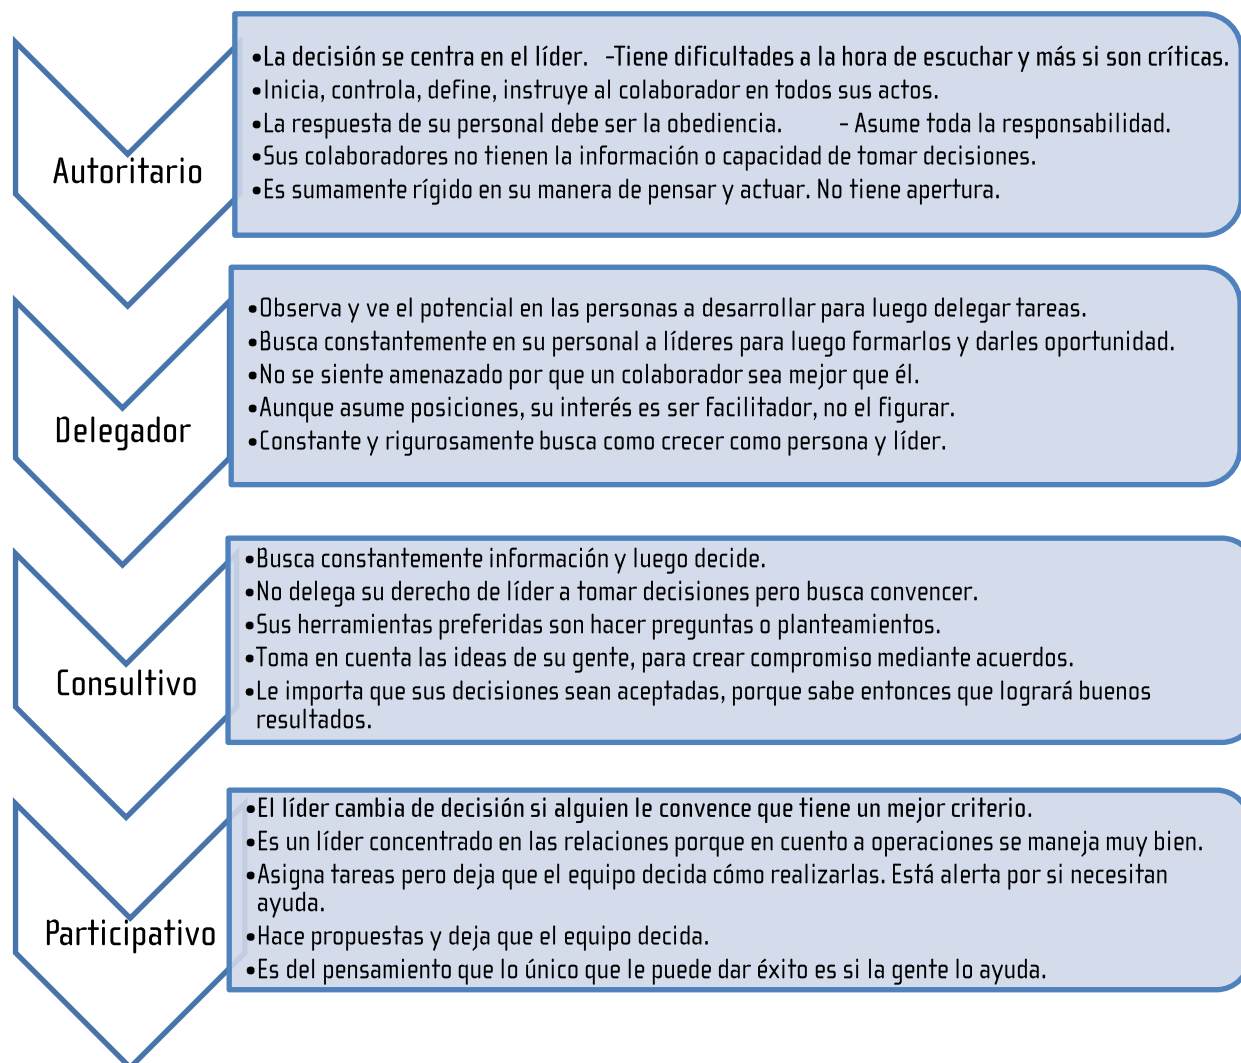 Autoritario
•La decisión se centra en el líder. -Tiene dificultades a la hora de escuchar y más si son críticas.
•Inicia, controla, define, instruye al colaborador en todos sus actos.
•La respuesta de su personal debe ser la obediencia. - Asume toda la responsabilidad.
•Sus colaboradores no tienen la información o capacidad de tomar decisiones.
•Es sumamente rígido en su manera de pensar y actuar. No tiene apertura.
Delegador
•Observa y ve el potencial en las personas a desarrollar para luego delegar tareas.
•Busca constantemente en su personal a líderes para luego formarlos y darles oportunidad.
•No se siente amenazado por que un colaborador sea mejor que él.
•Aunque asume posiciones, su interés es ser facilitador, no el figurar.
•Constante y rigurosamente busca como crecer como persona y líder.
Consultivo
•Busca constantemente información y luego decide.
•No delega su derecho de líder a tomar decisiones pero busca convencer.
•Sus herramientas preferidas son hacer preguntas o planteamientos.
•Toma en cuenta las ideas de su gente, para crear compromiso mediante acuerdos.
•Le importa que sus decisiones sean aceptadas, porque sabe entonces que logrará buenos
resultados.
Participativo
•El líder cambia de decisión si alguien le convence que tiene un mejor criterio.
•Es un líder concentrado en las relaciones porque en cuento a operaciones se maneja muy bien.
•Asigna tareas pero deja que el equipo decida cómo realizarlas. Está alerta por si necesitan
ayuda.
•Hace propuestas y deja que el equipo decida.
•Es del pensamiento que lo único que le puede dar éxito es si la gente lo ayuda.